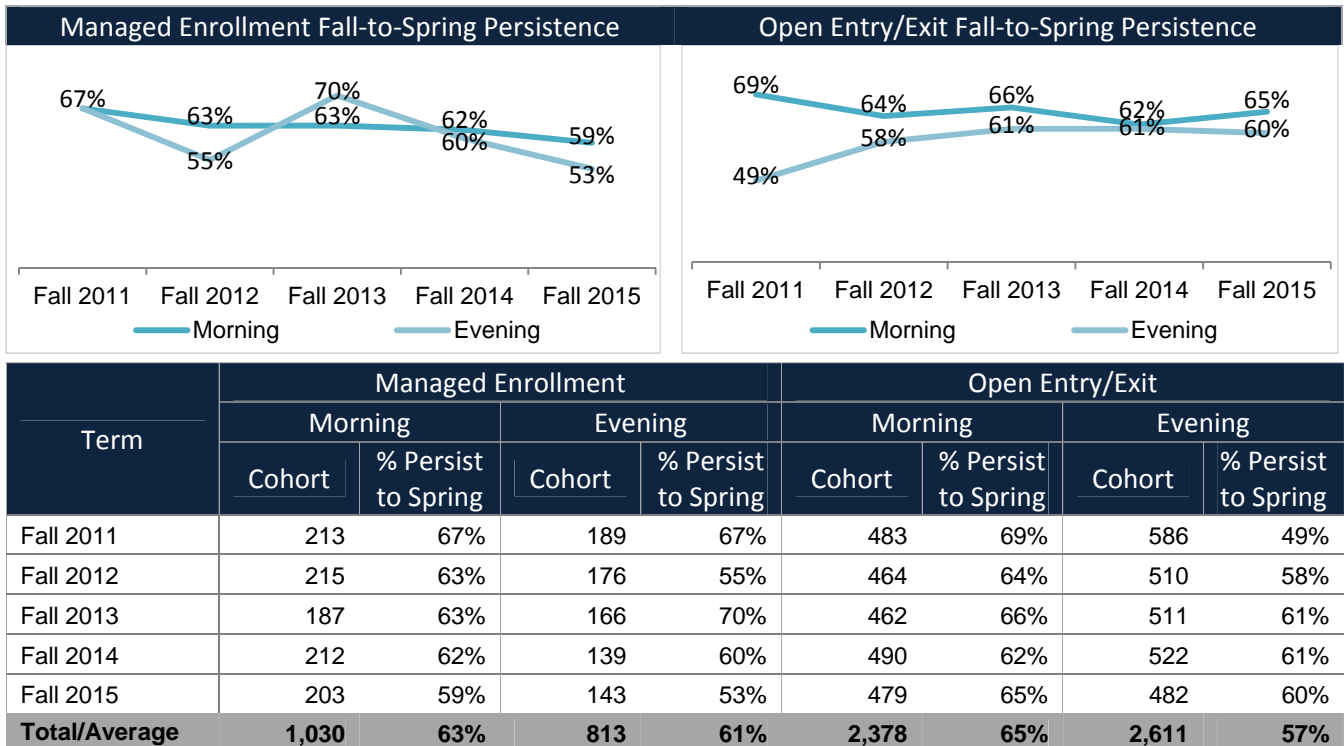 Managed Enrollment Fall-to-Spring Persistence
67%
63%
63%
62%
59%
55%
70%
60%
53%
Fall 2011 Fall 2012 Fall 2013 Fall 2014 Fall 2015
Morning Evening
Open Entry/Exit Fall-to-Spring Persistence
69%
64%
66%
62%
65%
49%
58%
61%
61%
60%
Fall 2011 Fall 2012 Fall 2013 Fall 2014 Fall 2015
Morning Evening
Term Managed Enrollment Open Entry/Exit
Morning Evening Morning Evening
Cohort % Persist to Spring Cohort % Persist to Spring Cohort % Persist to Spring Cohort % Persist to Spring
Fall 2011 213 67% 189 67% 483 69% 586 49%
Fall 2012 215 63% 176 55% 464 64% 510 58%
Fall 2013 187 63% 166 70% 462 66% 511 61%
Fall 2014 212 62% 139 60% 490 62% 522 61%
Fall 2015 203 59% 143 53% 479 65% 482 60%
Total/Average 1,030 63% 813 61% 2,378 65% 2,611 57%